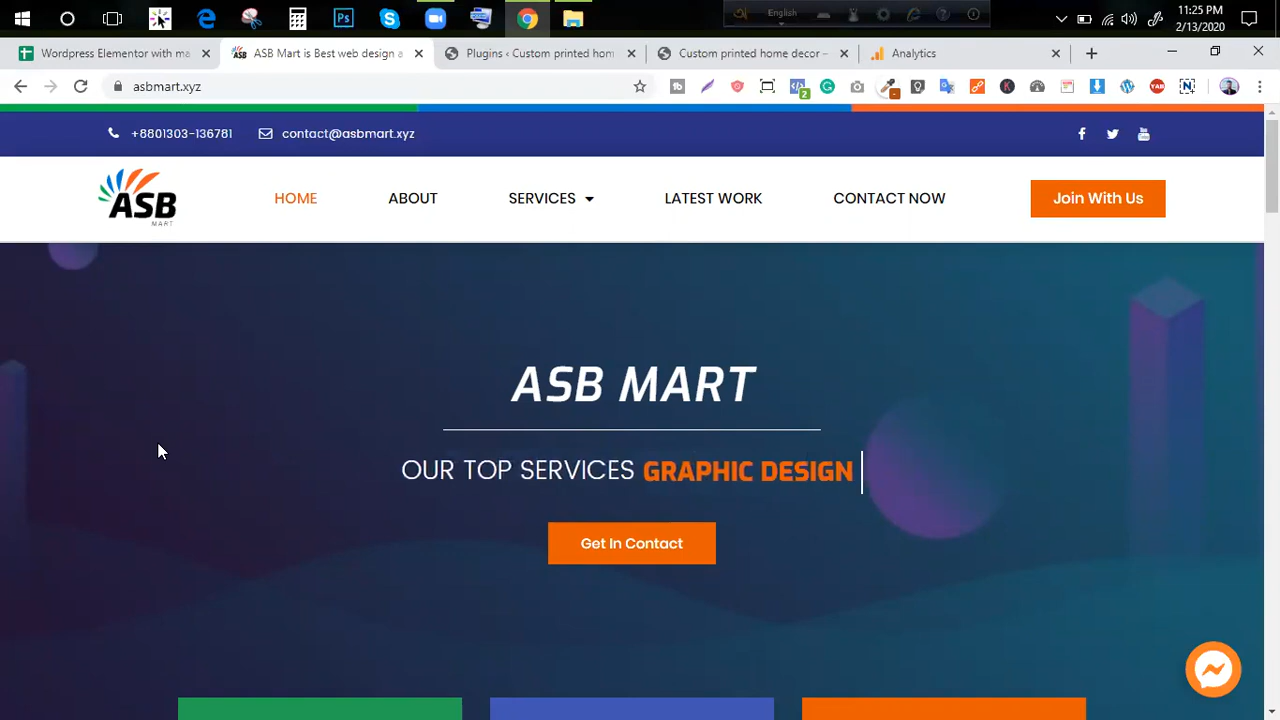 English
11:25 PM
2/13/2020
Wordpress Elementor with ma
ASB Mart is Best web design a
Plugins ‹ Custom printed hom
Custom printed home decor –
Analytics
asbmart.xyz
+8801303-136781
contact@asbmart.xyz
ASB
MART
HOME
ABOUT
SERVICES
LATEST WORK
CONTACT NOW
Join With Us
ASB MART
OUR TOP SERVICES GRAPHIC DESIGN
Get In Contact